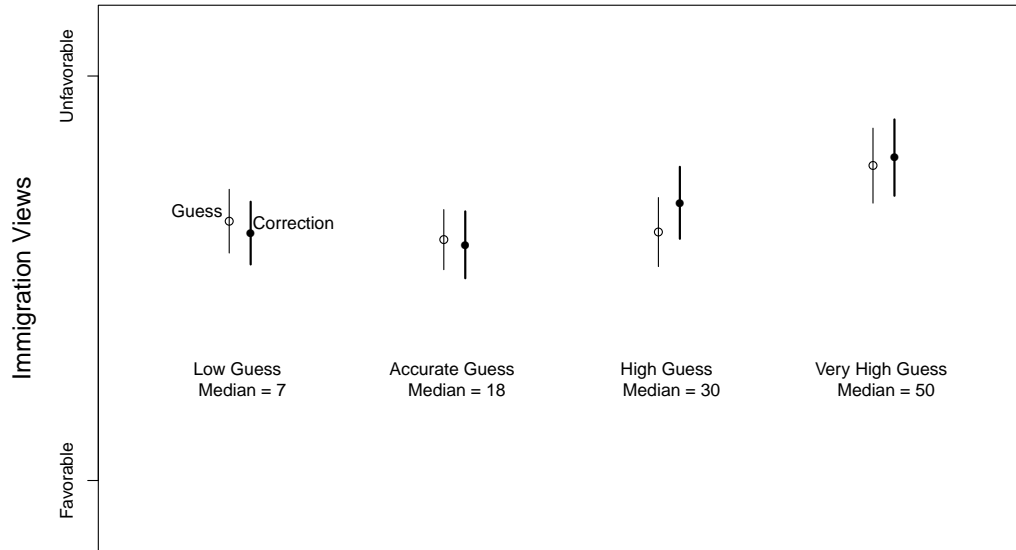 Immigration Views
Unfavorable
Favorable
Guess
Correction
Low Guess
Median = 7
Accurate Guess
Median = 18
High Guess
Median = 30
Very High Guess
Median = 50